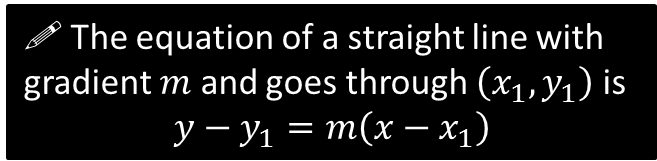 The equation of a straight line with
gradient m and goes through (x₁, y₁) is
y − y₁ = m(x − x₁)